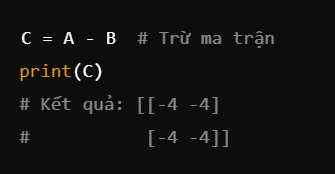 C = A - B  # Trừ ma trận
print(C)
# Kết quả: [[-4 -4]
#           [-4 -4]]